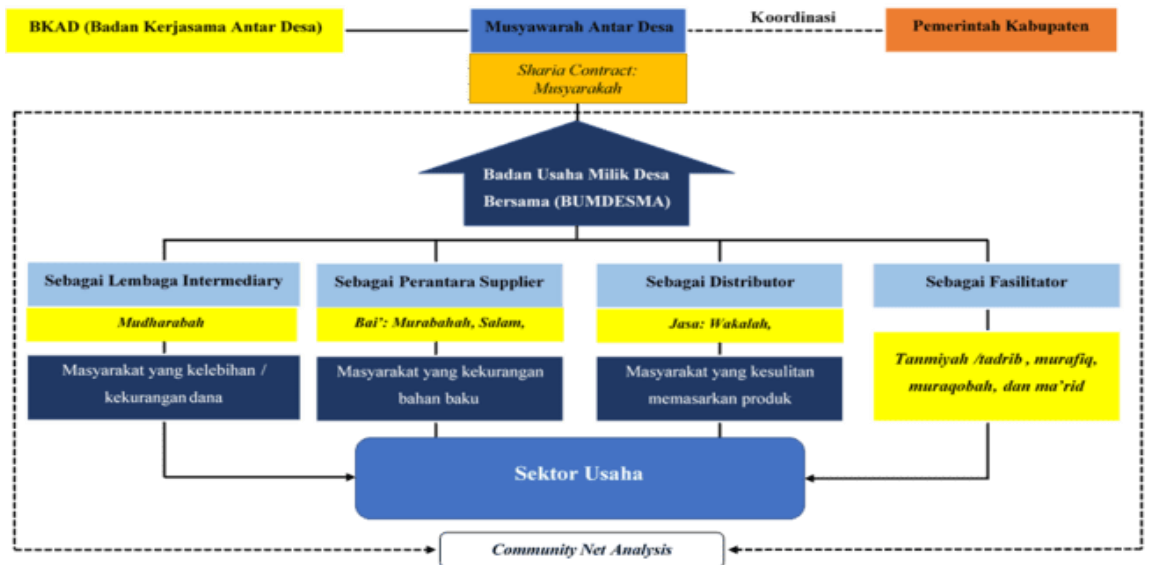 BKAD (Badan Kerjasama Antar Desa)
Musyawarah Antar Desa
Koordinasi
Pemerintah Kabupaten
Sharia Contract:
Musyarakah
Badan Usaha Milik Desa
Bersama (BUMDESMA)
Sebagai Lembaga Intermediary
Sebagai Perantara Supplier
Sebagai Distributor
Sebagai Fasilitator
Mudharabah
Bai’: Murabahah, Salam,
Jasa: Wakalah,
Masyarakat yang kelebihan /
kekurangan dana
Masyarakat yang kekurangan
bahan baku
Masyarakat yang kesulitan
memasarkan produk
Tanmiyah /tadrib , murafiq,
muraqobah, dan ma’rid
Sektor Usaha
Community Net Analysis